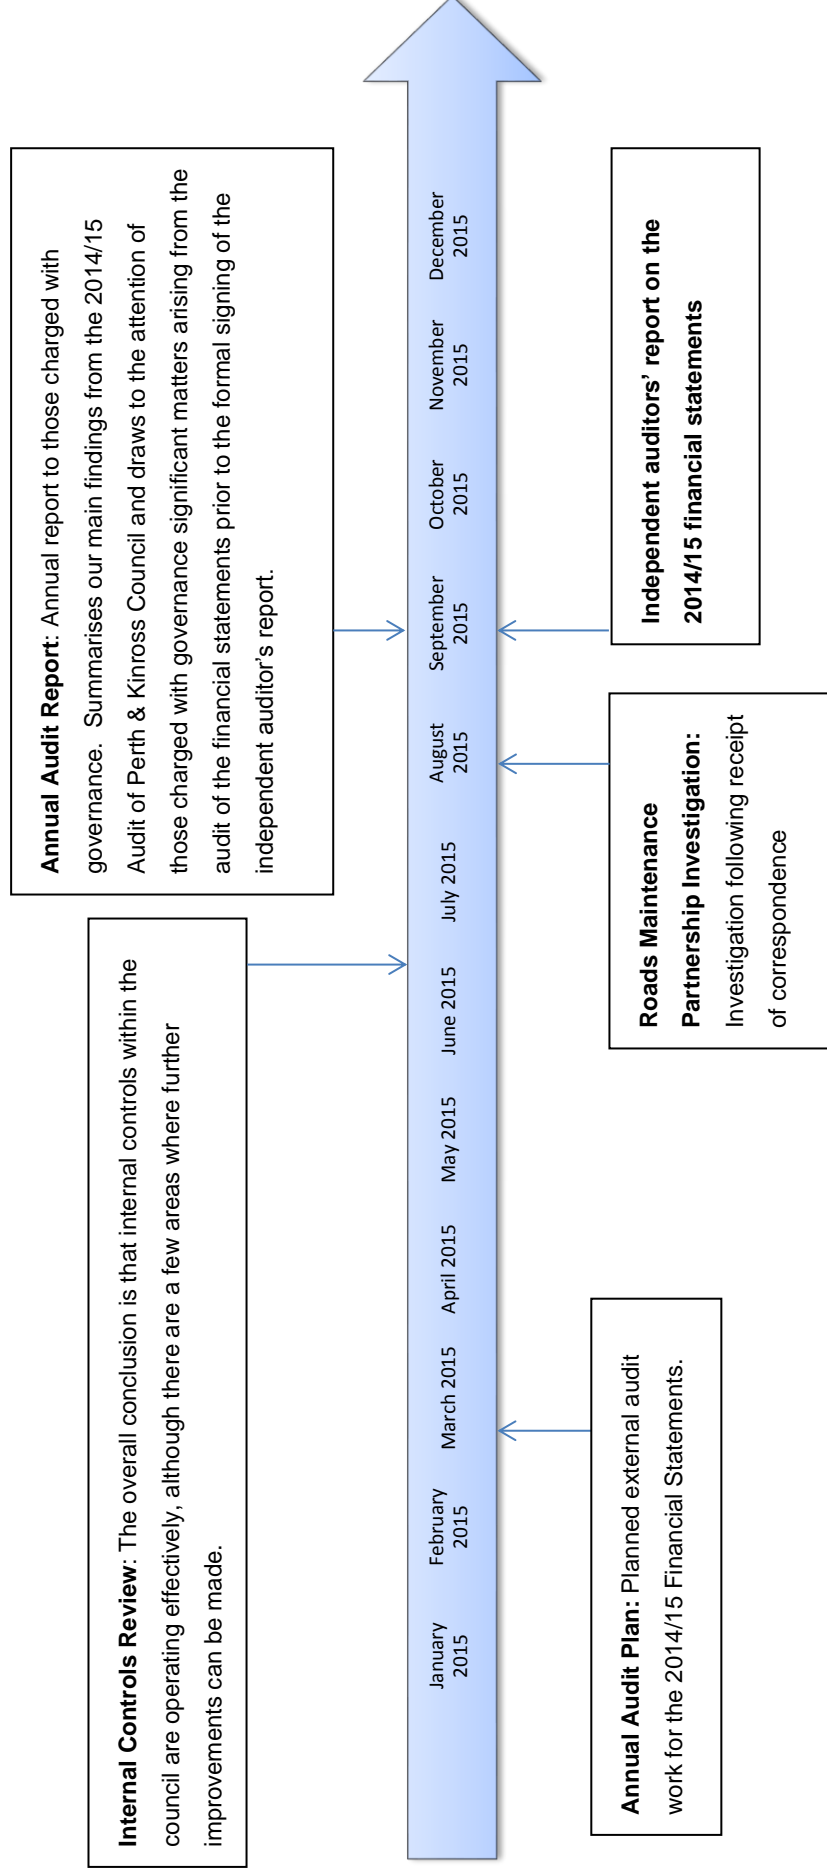 Internal Controls Review: The overall conclusion is that internal controls within the
council are operating effectively, although there are a few areas where further
improvements can be made.
Annual Audit Report: Annual report to those charged with
governance.  Summarises our main findings from the 2014/15
Audit of Perth & Kinross Council and draws to the attention of
those charged with governance significant matters arising from the
audit of the financial statements prior to the formal signing of the
independent auditor's report.
January
2015
February
2015
March 2015
April 2015
May 2015
June 2015
July 2015
August
2015
September
2015
October
2015
November
2015
December
2015
Annual Audit Plan: Planned external audit
work for the 2014/15 Financial Statements.
Roads Maintenance
Partnership Investigation:
Investigation following receipt
of correspondence
Independent auditors' report on the
2014/15 financial statements